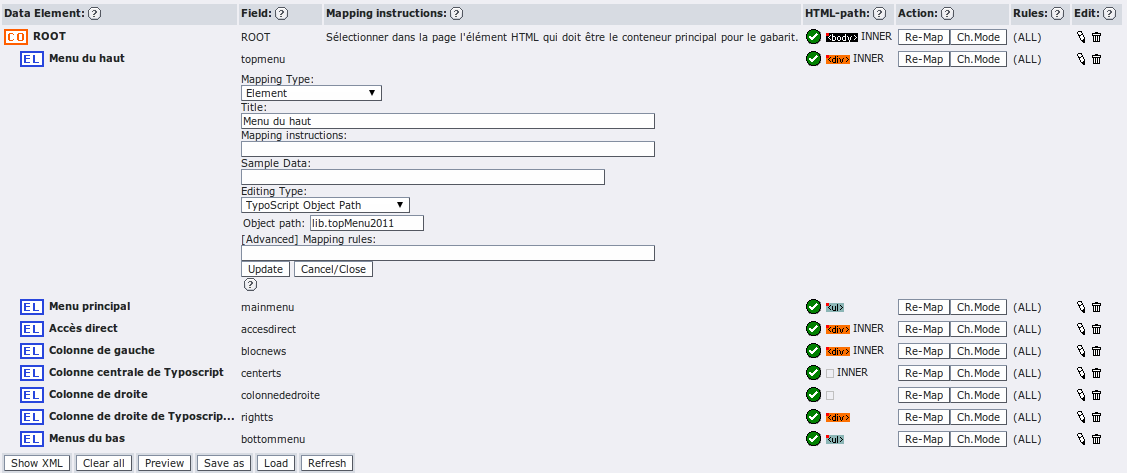 Data Element: ? Field: ? Mapping instructions: ? HTML-path: ? Action: ? Rules: ? Edit: ?
CO ROOT ROOT Sélectionner dans la page l'élément HTML qui doit être le conteneur principal pour le gabarit. <body> INNER Re-Map Ch.Mode (ALL)
EL Menu du haut topmenu <div> INNER Re-Map Ch.Mode (ALL)
Mapping Type:
Element
Title:
Menu du haut
Mapping instructions:
Sample Data:
Editing Type:
TypoScript Object Path
Object path: lib.topMenu2011
[Advanced] Mapping rules:
Update Cancel/Close
?
EL Menu principal mainmenu <ul> Re-Map Ch.Mode (ALL)
EL Accès direct accesdirect <div> INNER Re-Map Ch.Mode (ALL)
EL Colonne de gauche blocnews <div> INNER Re-Map Ch.Mode (ALL)
EL Colonne centrale de Typoscript centerts INNER Re-Map Ch.Mode (ALL)
EL Colonne de droite colonnededroite Re-Map Ch.Mode (ALL)
EL Colonne de droite de Typoscrip... rightts <div> Re-Map Ch.Mode (ALL)
EL Menus du bas bottommenu <ul> Re-Map Ch.Mode (ALL)
Show XML Clear all Preview Save as Load Refresh